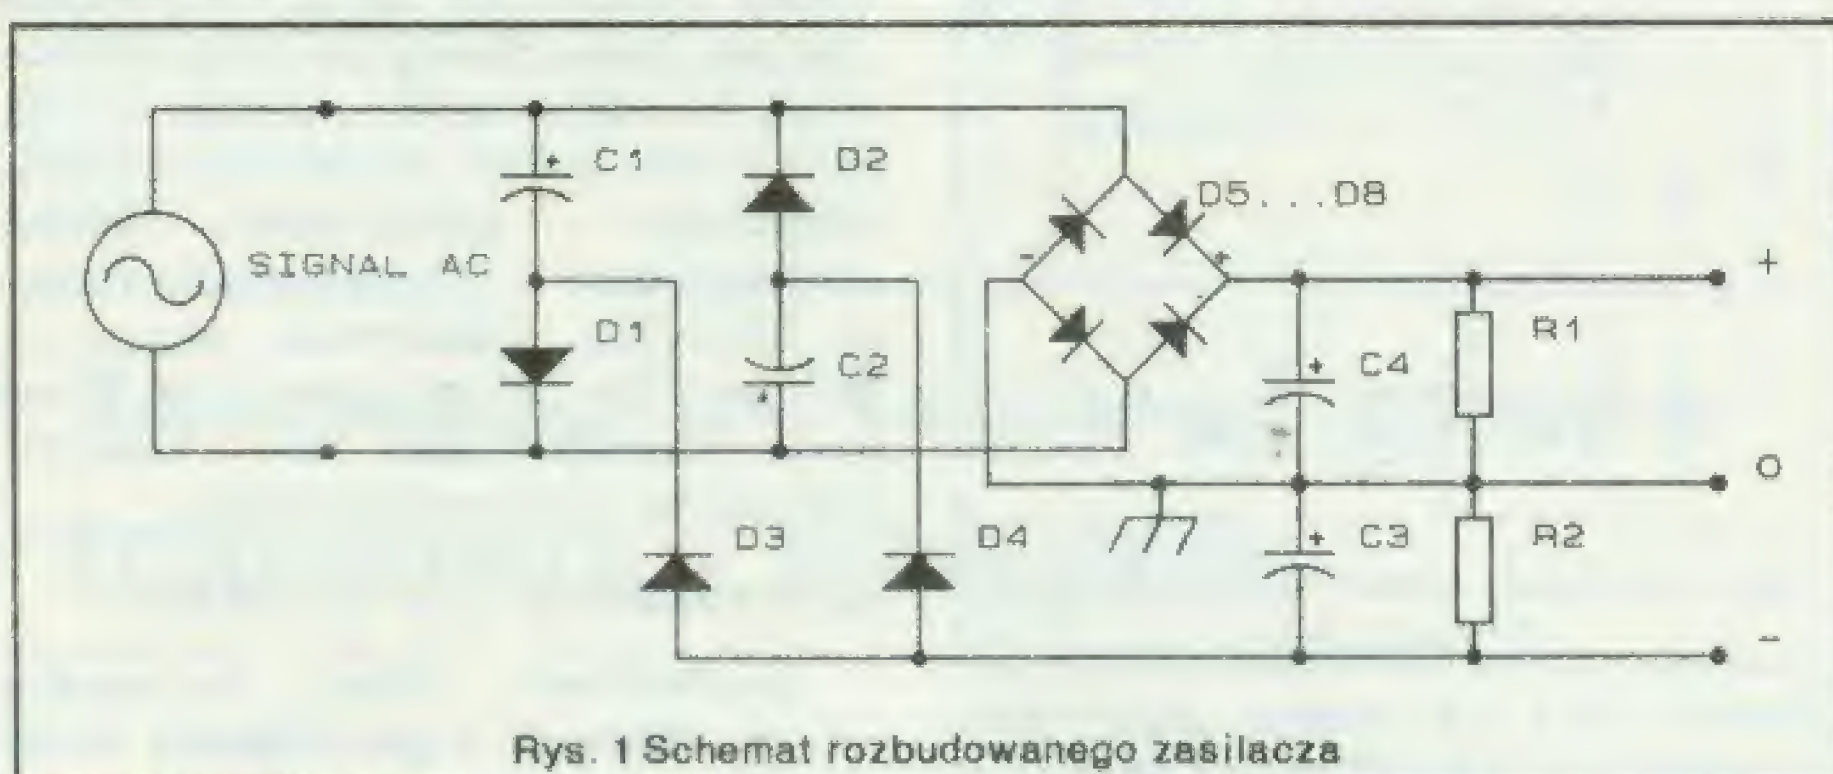 C1
D2
D5...D8
SIGNAL AC
- +
+
D1
C2
C4
R1
0
D3
D4
C3
R2
-
Rys. 1 Schemat rozbudowanego zasilacza